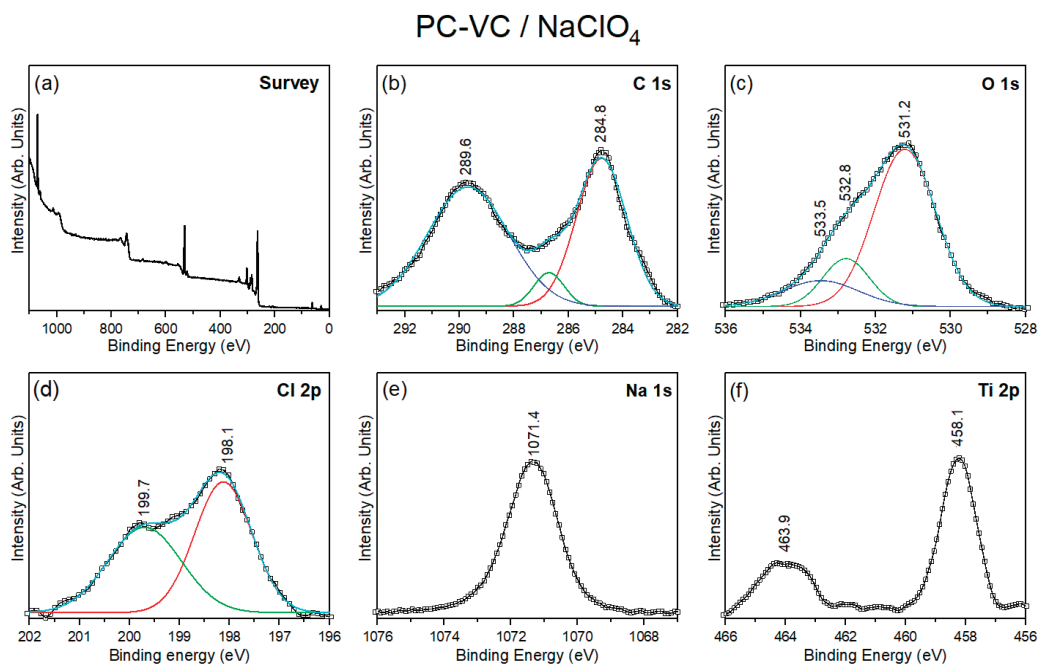 PC-VC / NaClO₄
(a) Survey
Intensity (Arb. Units)
1000 800 600 400 200 0
Binding Energy (eV)
(b) C 1s
289.6
284.8
Intensity (Arb. Units)
292 290 288 286 284 282
Binding Energy (eV)
(c) O 1s
533.5
532.8
531.2
Intensity (Arb. Units)
536 534 532 530 528
Binding Energy (eV)
(d) Cl 2p
199.7
198.1
Intensity (Arb. Units)
202 201 200 199 198 197 196
Binding energy (eV)
(e) Na 1s
1071.4
Intensity (Arb. Units)
1076 1074 1072 1070 1068
Binding Energy (eV)
(f) Ti 2p
463.9
458.1
Intensity (Arb. Units)
466 464 462 460 458 456
Binding Energy (eV)